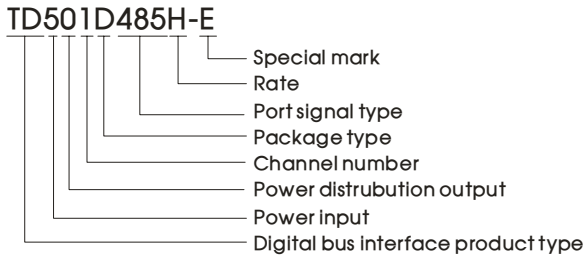 TD501D485H-E
Special mark
Rate
Port signal type
Package type
Channel number
Power distrubution output
Power input
Digital bus interface product type